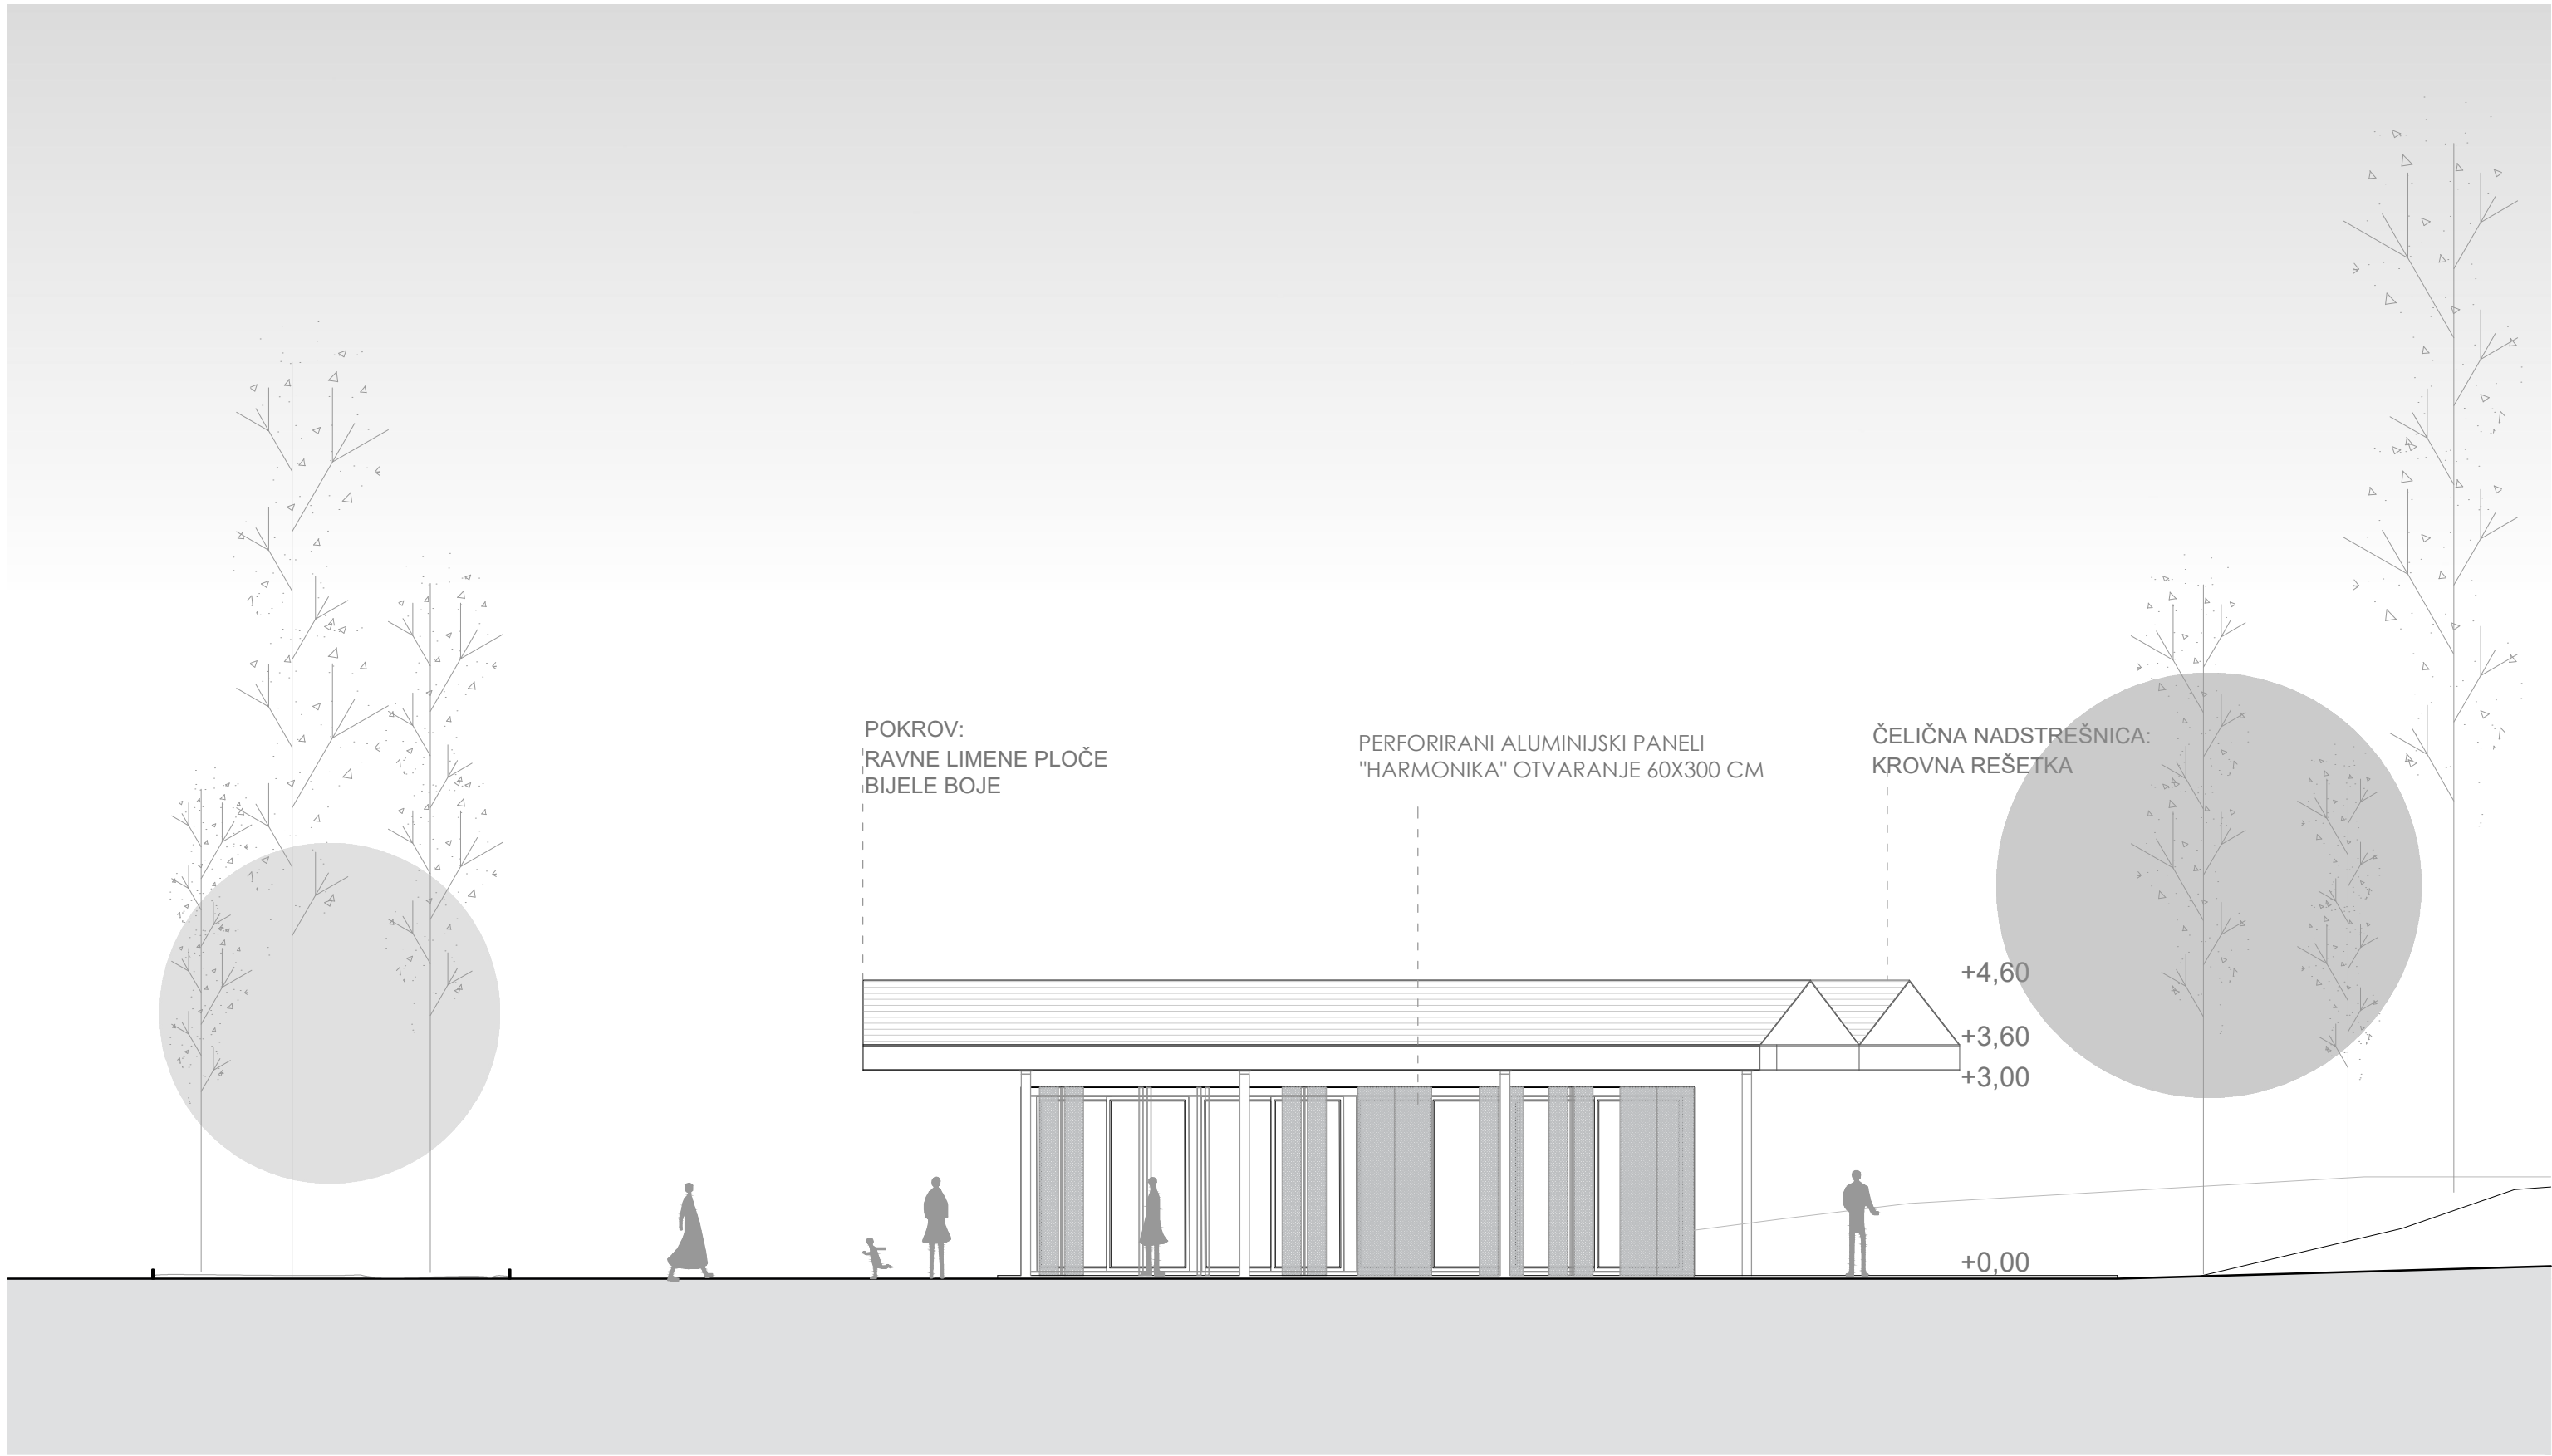 POKROV:
RAVNE LIMENE PLOČE
BIJELE BOJE
PERFORIRANI ALUMINIJSKI PANELI
"HARMONIKA" OTVARANJE 60X300 CM
ČELIČNA NADSTREŠNICA:
KROVNA REŠETKA
+4,60
+3,60
+3,00
+0,00